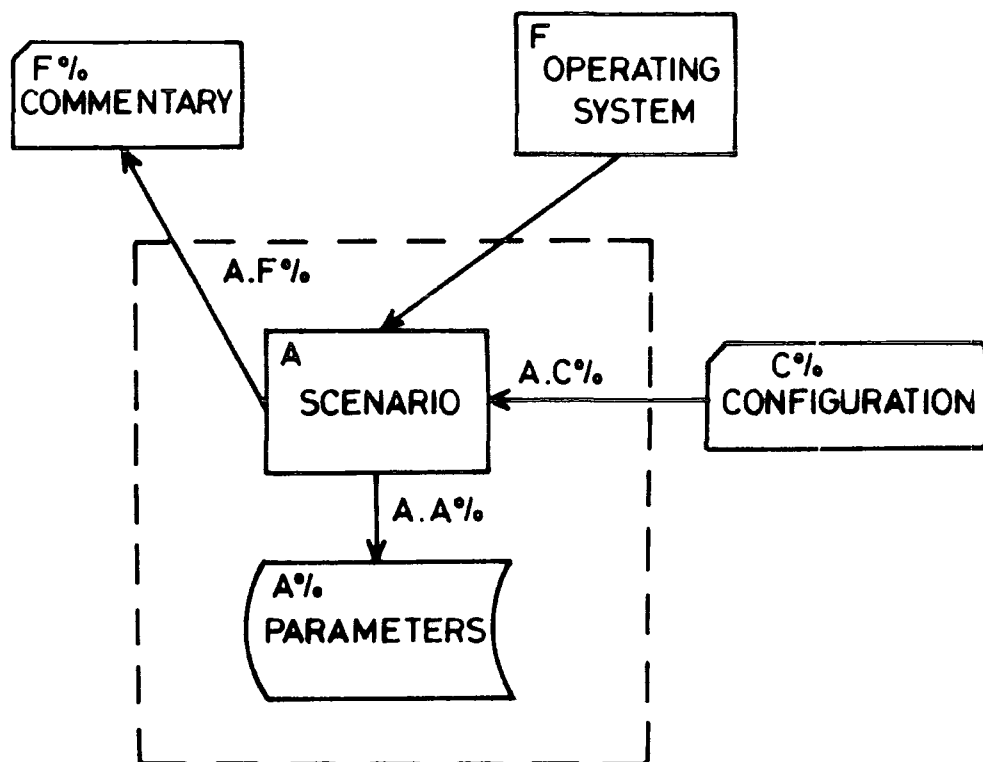 F%
COMMENTARY
F
OPERATING
SYSTEM
A.F%
A
SCENARIO
A.C%
C%
CONFIGURATION
A.A%
A%
PARAMETERS